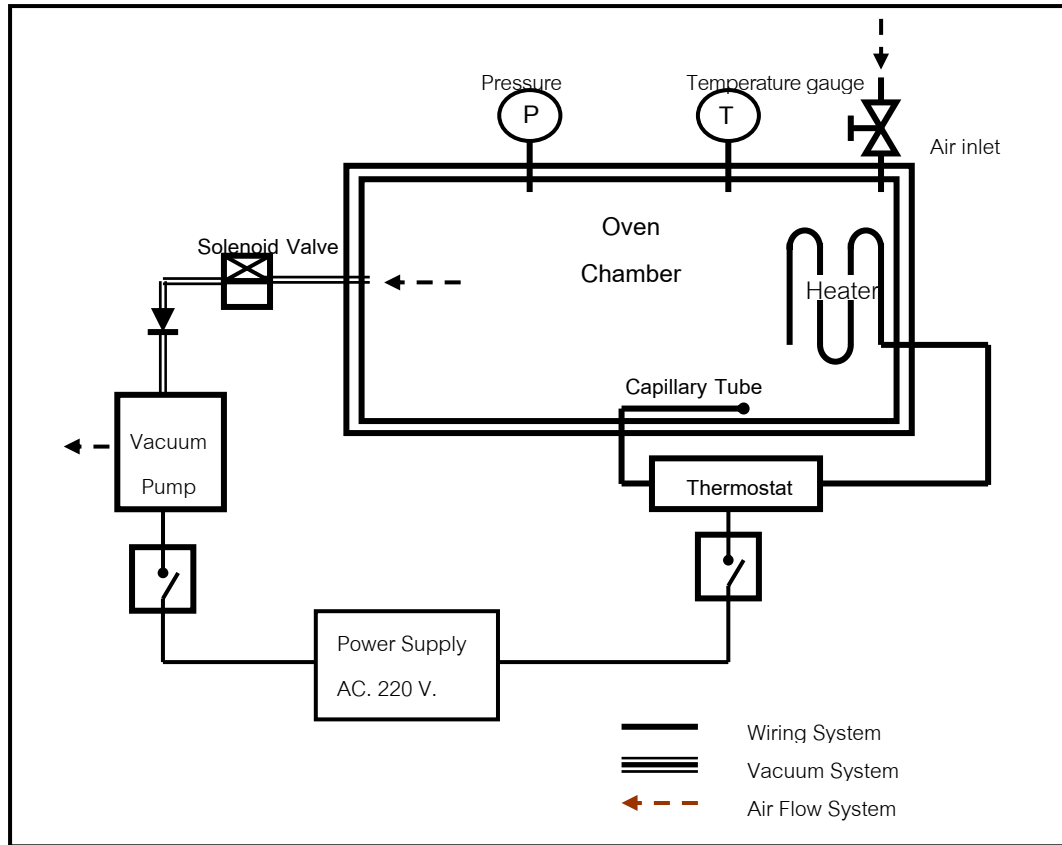 Pressure
Temperature gauge
P
T
Air inlet
Oven
Chamber
Solenoid Valve
Heater
Capillary Tube
Vacuum
Pump
Thermostat
Power Supply
AC. 220 V.
Wiring System
Vacuum System
Air Flow System